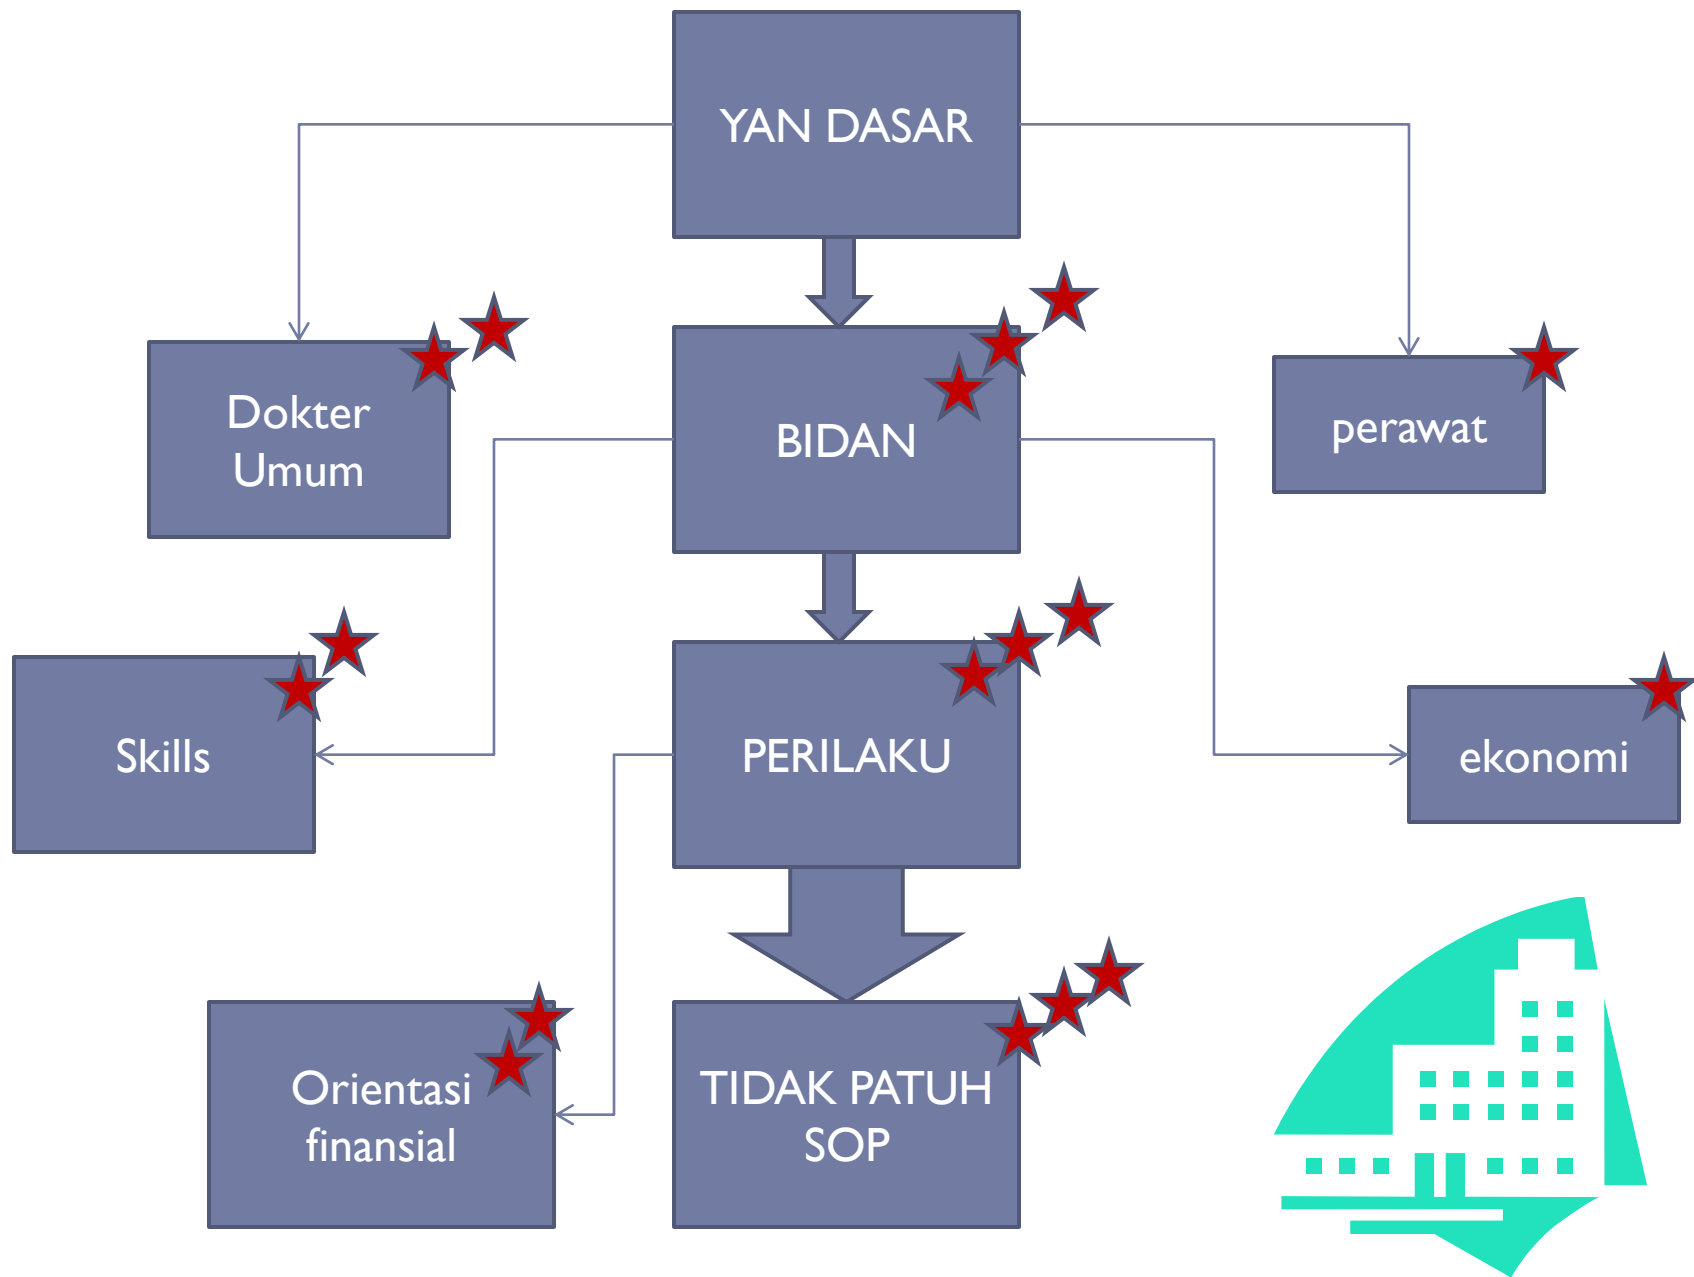 YAN DASAR
Dokter
Umum
BIDAN
perawat
Skills
PERILAKU
ekonomi
Orientasi
finansial
TIDAK PATUH
SOP